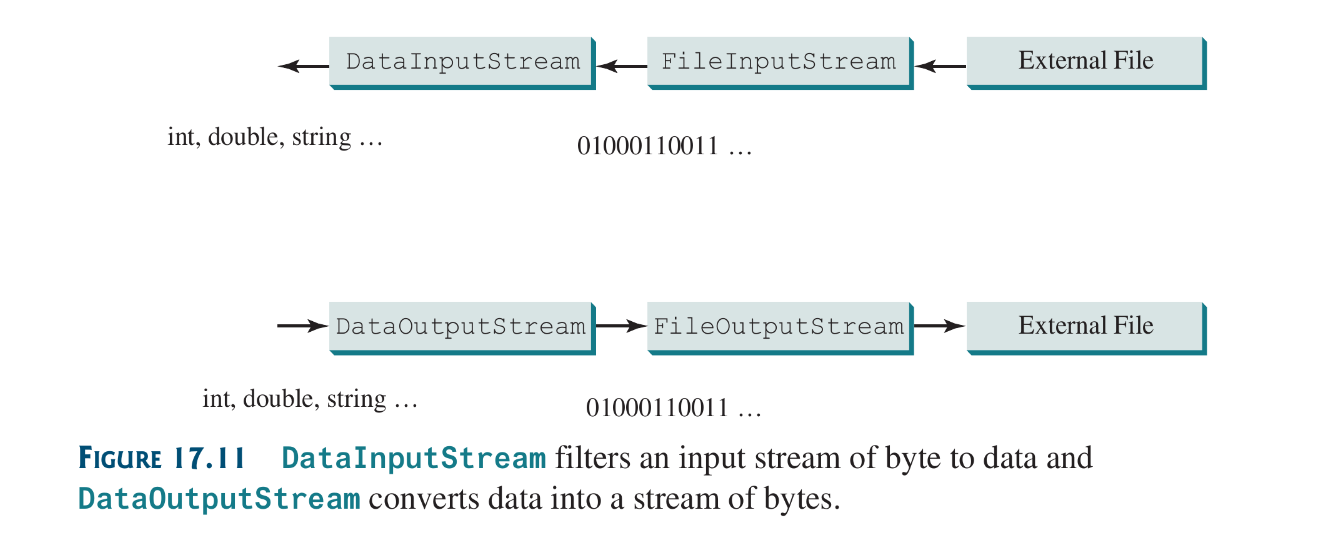 DataInputStream FileInputStream External File
int, double, string … 01000110011 …
DataOutputStream FileOutputStream External File
int, double, string … 01000110011 …
FIGURE 17.11 DataInputStream filters an input stream of byte to data and
DataOutputStream converts data into a stream of bytes.